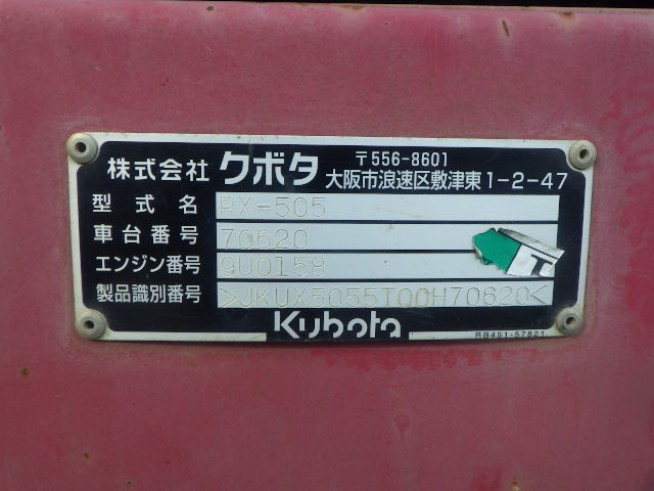 株式会社 クボタ 〒556-8601
大阪市浪速区敷津東1-2-47
型式名 RX-505
車台番号 70620
エンジン番号 9U0158
製品識別番号 >JKUX5055T00H70620<
Kubota
RB451-57821